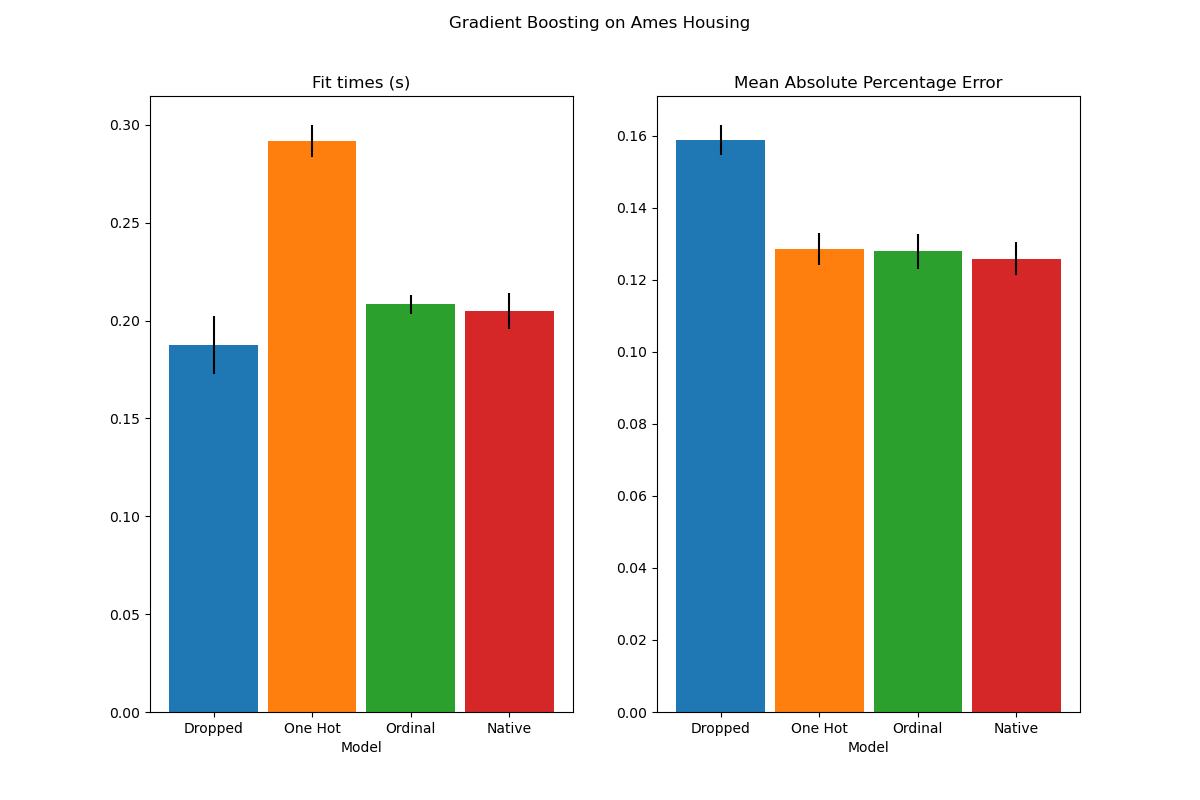 Gradient Boosting on Ames Housing
Fit times (s)
0.30
0.25
0.20
0.15
0.10
0.05
0.00
Dropped One Hot Ordinal Native
Model
Mean Absolute Percentage Error
0.16
0.14
0.12
0.10
0.08
0.06
0.04
0.02
0.00
Dropped One Hot Ordinal Native
Model